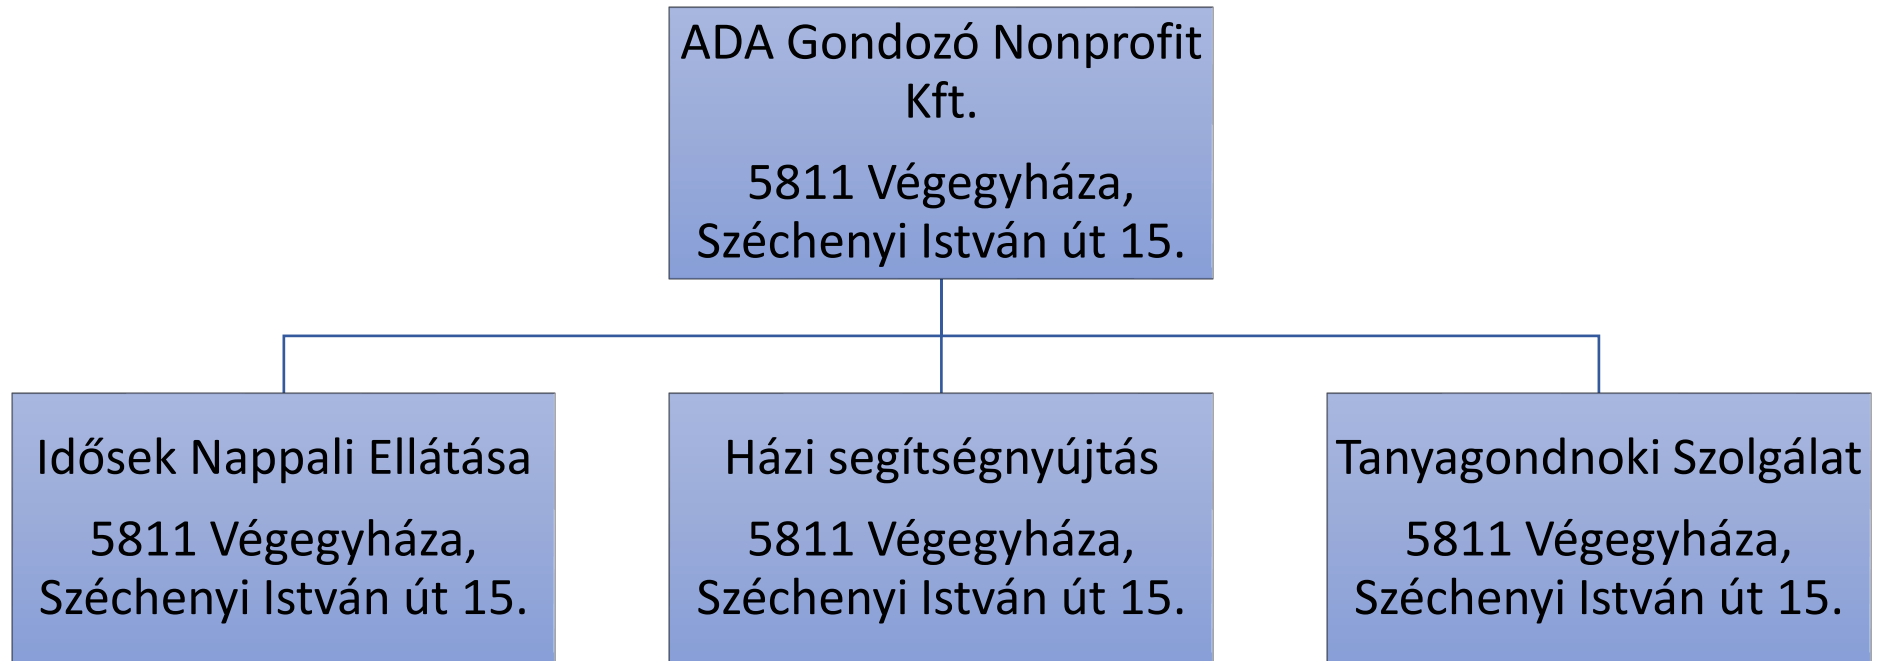 ADA Gondozó Nonprofit
Kft.
5811 Végegyháza,
Széchenyi István út 15.
Idősek Nappali Ellátása
5811 Végegyháza,
Széchenyi István út 15.
Házi segítségnyújtás
5811 Végegyháza,
Széchenyi István út 15.
Tanyagondnoki Szolgálat
5811 Végegyháza,
Széchenyi István út 15.